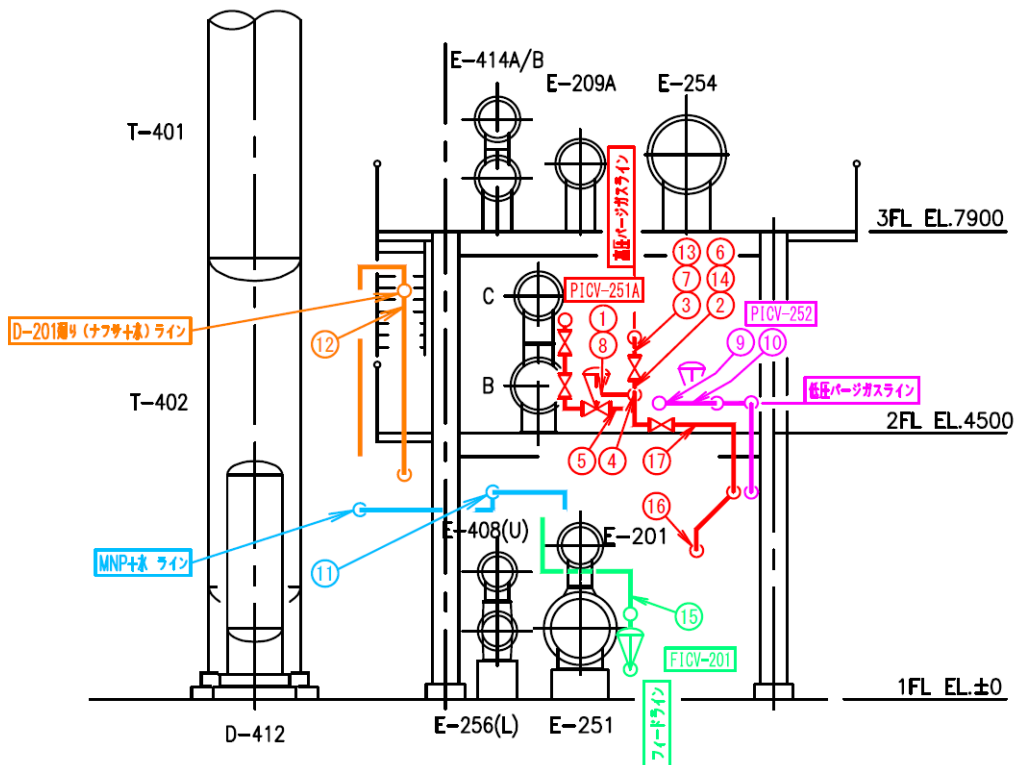 E-414A/B
E-209A
E-254
T-401
高圧パージガスライン
3FL EL.7900
13
6
7
14
3
2
C
PICV-251A
1
8
PICV-252
9
10
D-201廻り(ナフサ+水)ライン
12
B
低圧パージガスライン
T-402
2FL EL.4500
5
4
17
16
E-408(U)
E-201
MNP+水 ライン
11
15
FICV-201
フィードライン
1FL EL.±0
D-412
E-256(L)
E-251